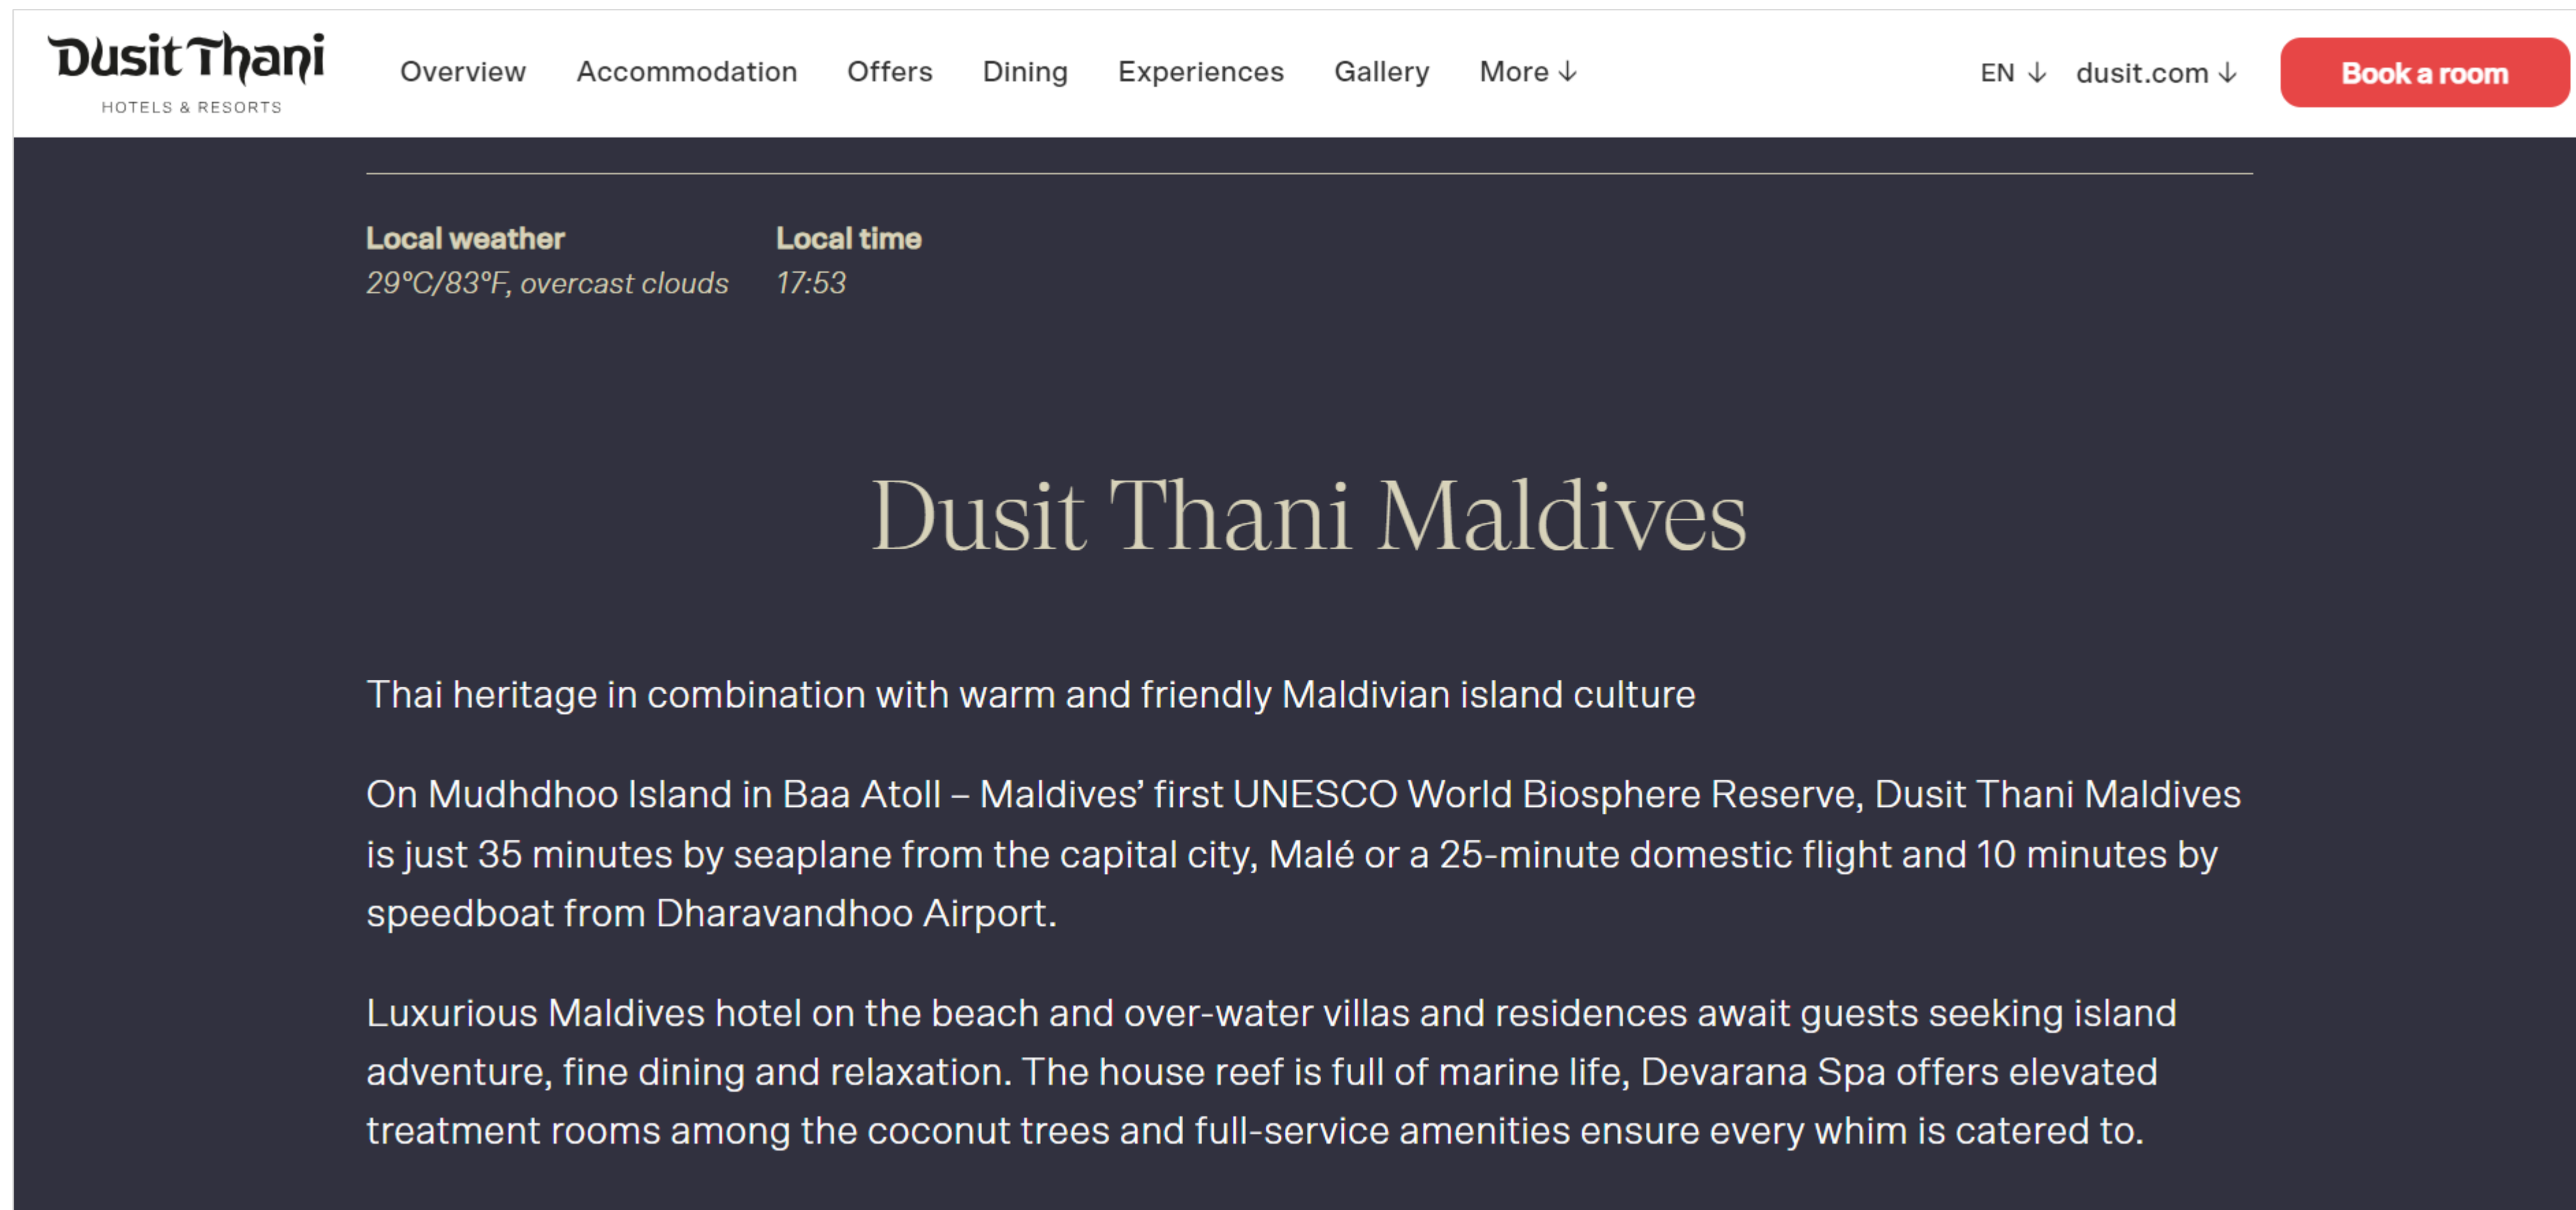 Dusit Thani
HOTELS & RESORTS
Overview Accommodation Offers Dining Experiences Gallery More ↓ EN ↓ dusit.com ↓ Book a room
Local weather Local time
29°C/83°F, overcast clouds 17:53
Dusit Thani Maldives
Thai heritage in combination with warm and friendly Maldivian island culture
On Mudhdhoo Island in Baa Atoll – Maldives’ first UNESCO World Biosphere Reserve, Dusit Thani Maldives
is just 35 minutes by seaplane from the capital city, Malé or a 25-minute domestic flight and 10 minutes by
speedboat from Dharavandhoo Airport.
Luxurious Maldives hotel on the beach and over-water villas and residences await guests seeking island
adventure, fine dining and relaxation. The house reef is full of marine life, Devarana Spa offers elevated
treatment rooms among the coconut trees and full-service amenities ensure every whim is catered to.